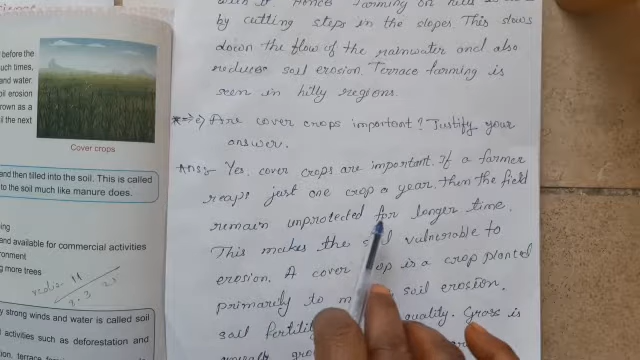 before the
such times,
and water.
oil erosion
rown as a
il the next
Cover crops
and then tilled into the soil. This is called
to the soil much like manure does.
ing
and available for commercial activities
ronment
g more trees
y strong winds and water is called soil
activities such as deforestation and
by cutting steps in the slopes This slows
down the flow of the rainwater and also
reduces soil erosion. Terrace farming is
seen in hilly regions.
c) Are cover crops important? Justify your
answer.
Ans:- Yes, cover crops are important. If a farmer
reaps just one crop a year, then the field
remain unprotected for longer time.
This makes the vulnerable to
erosion. A cover op is a crop planted
primarily to m soil erosion.
soil fertili quality. Grass is